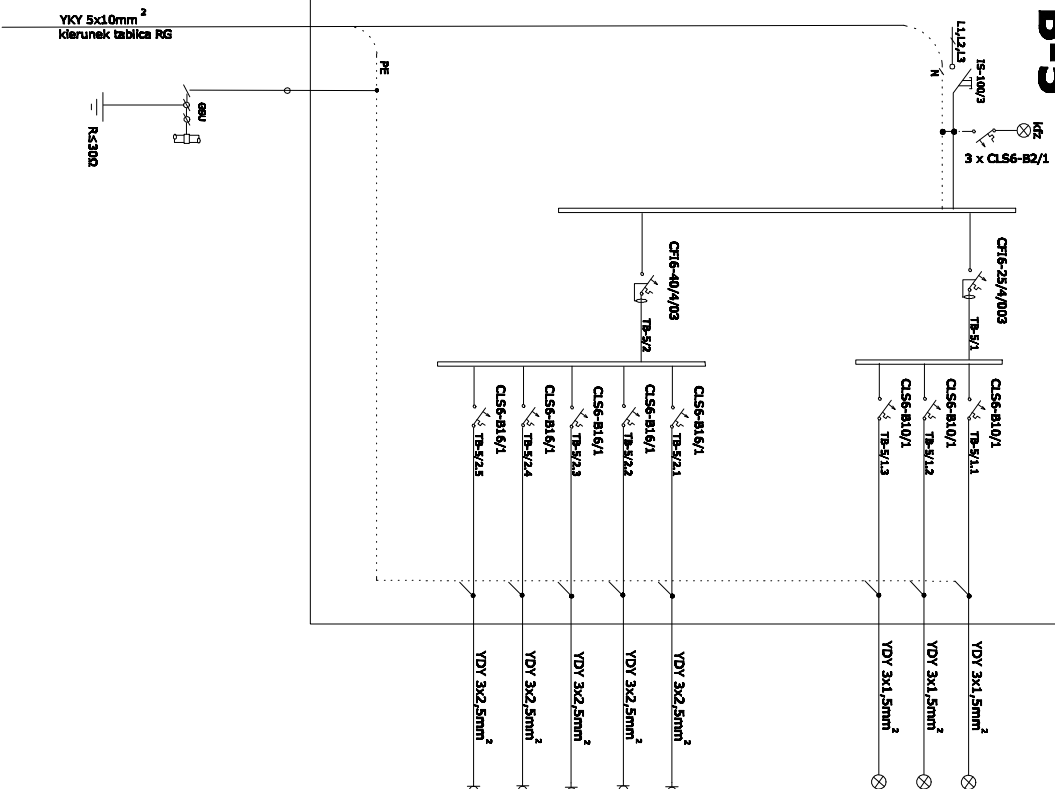 YKY 5x10mm²
kierunek tablica RG
B-5
L1,L2,L3
PE
N
IS-100/3
GSU
R≤30Ω
kfz
3 x CLS6-B2/1
CFI6-40/4/03
CFI6-25/4/003
TB-5/2
TB-5/1
CLS6-B16/1
CLS6-B16/1
CLS6-B16/1
CLS6-B16/1
CLS6-B16/1
CLS6-B10/1
CLS6-B10/1
CLS6-B10/1
TB-5/2.5
TB-5/2.4
TB-5/2.3
TB-5/2.2
TB-5/2.1
TB-5/1.3
TB-5/1.2
TB-5/1.1
YDY 3x2,5mm²
YDY 3x2,5mm²
YDY 3x2,5mm²
YDY 3x2,5mm²
YDY 3x2,5mm²
YDY 3x1,5mm²
YDY 3x1,5mm²
YDY 3x1,5mm²